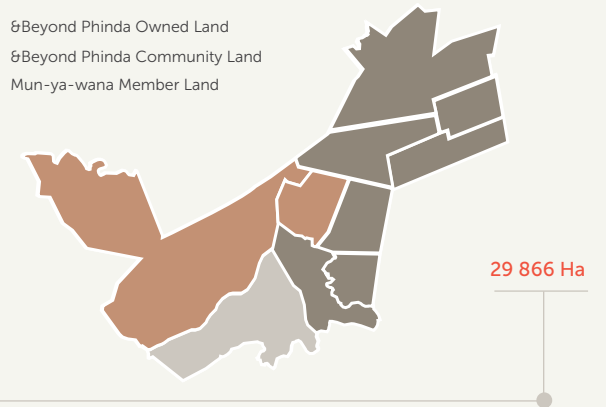 &Beyond Phinda Owned Land
&Beyond Phinda Community Land
Mun-ya-wana Member Land
29 866 Ha